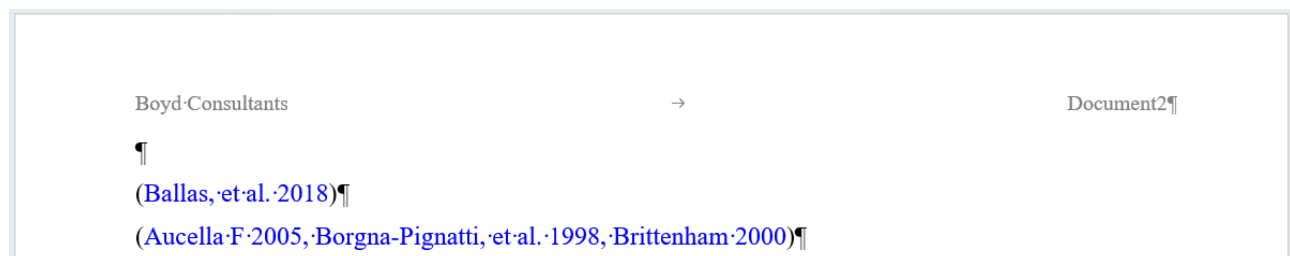 Boyd Consultants → Document2¶
¶
(Ballas, et al. 2018)¶
(Aucella F 2005, Borgna-Pignatti, et al. 1998, Brittenham 2000)¶